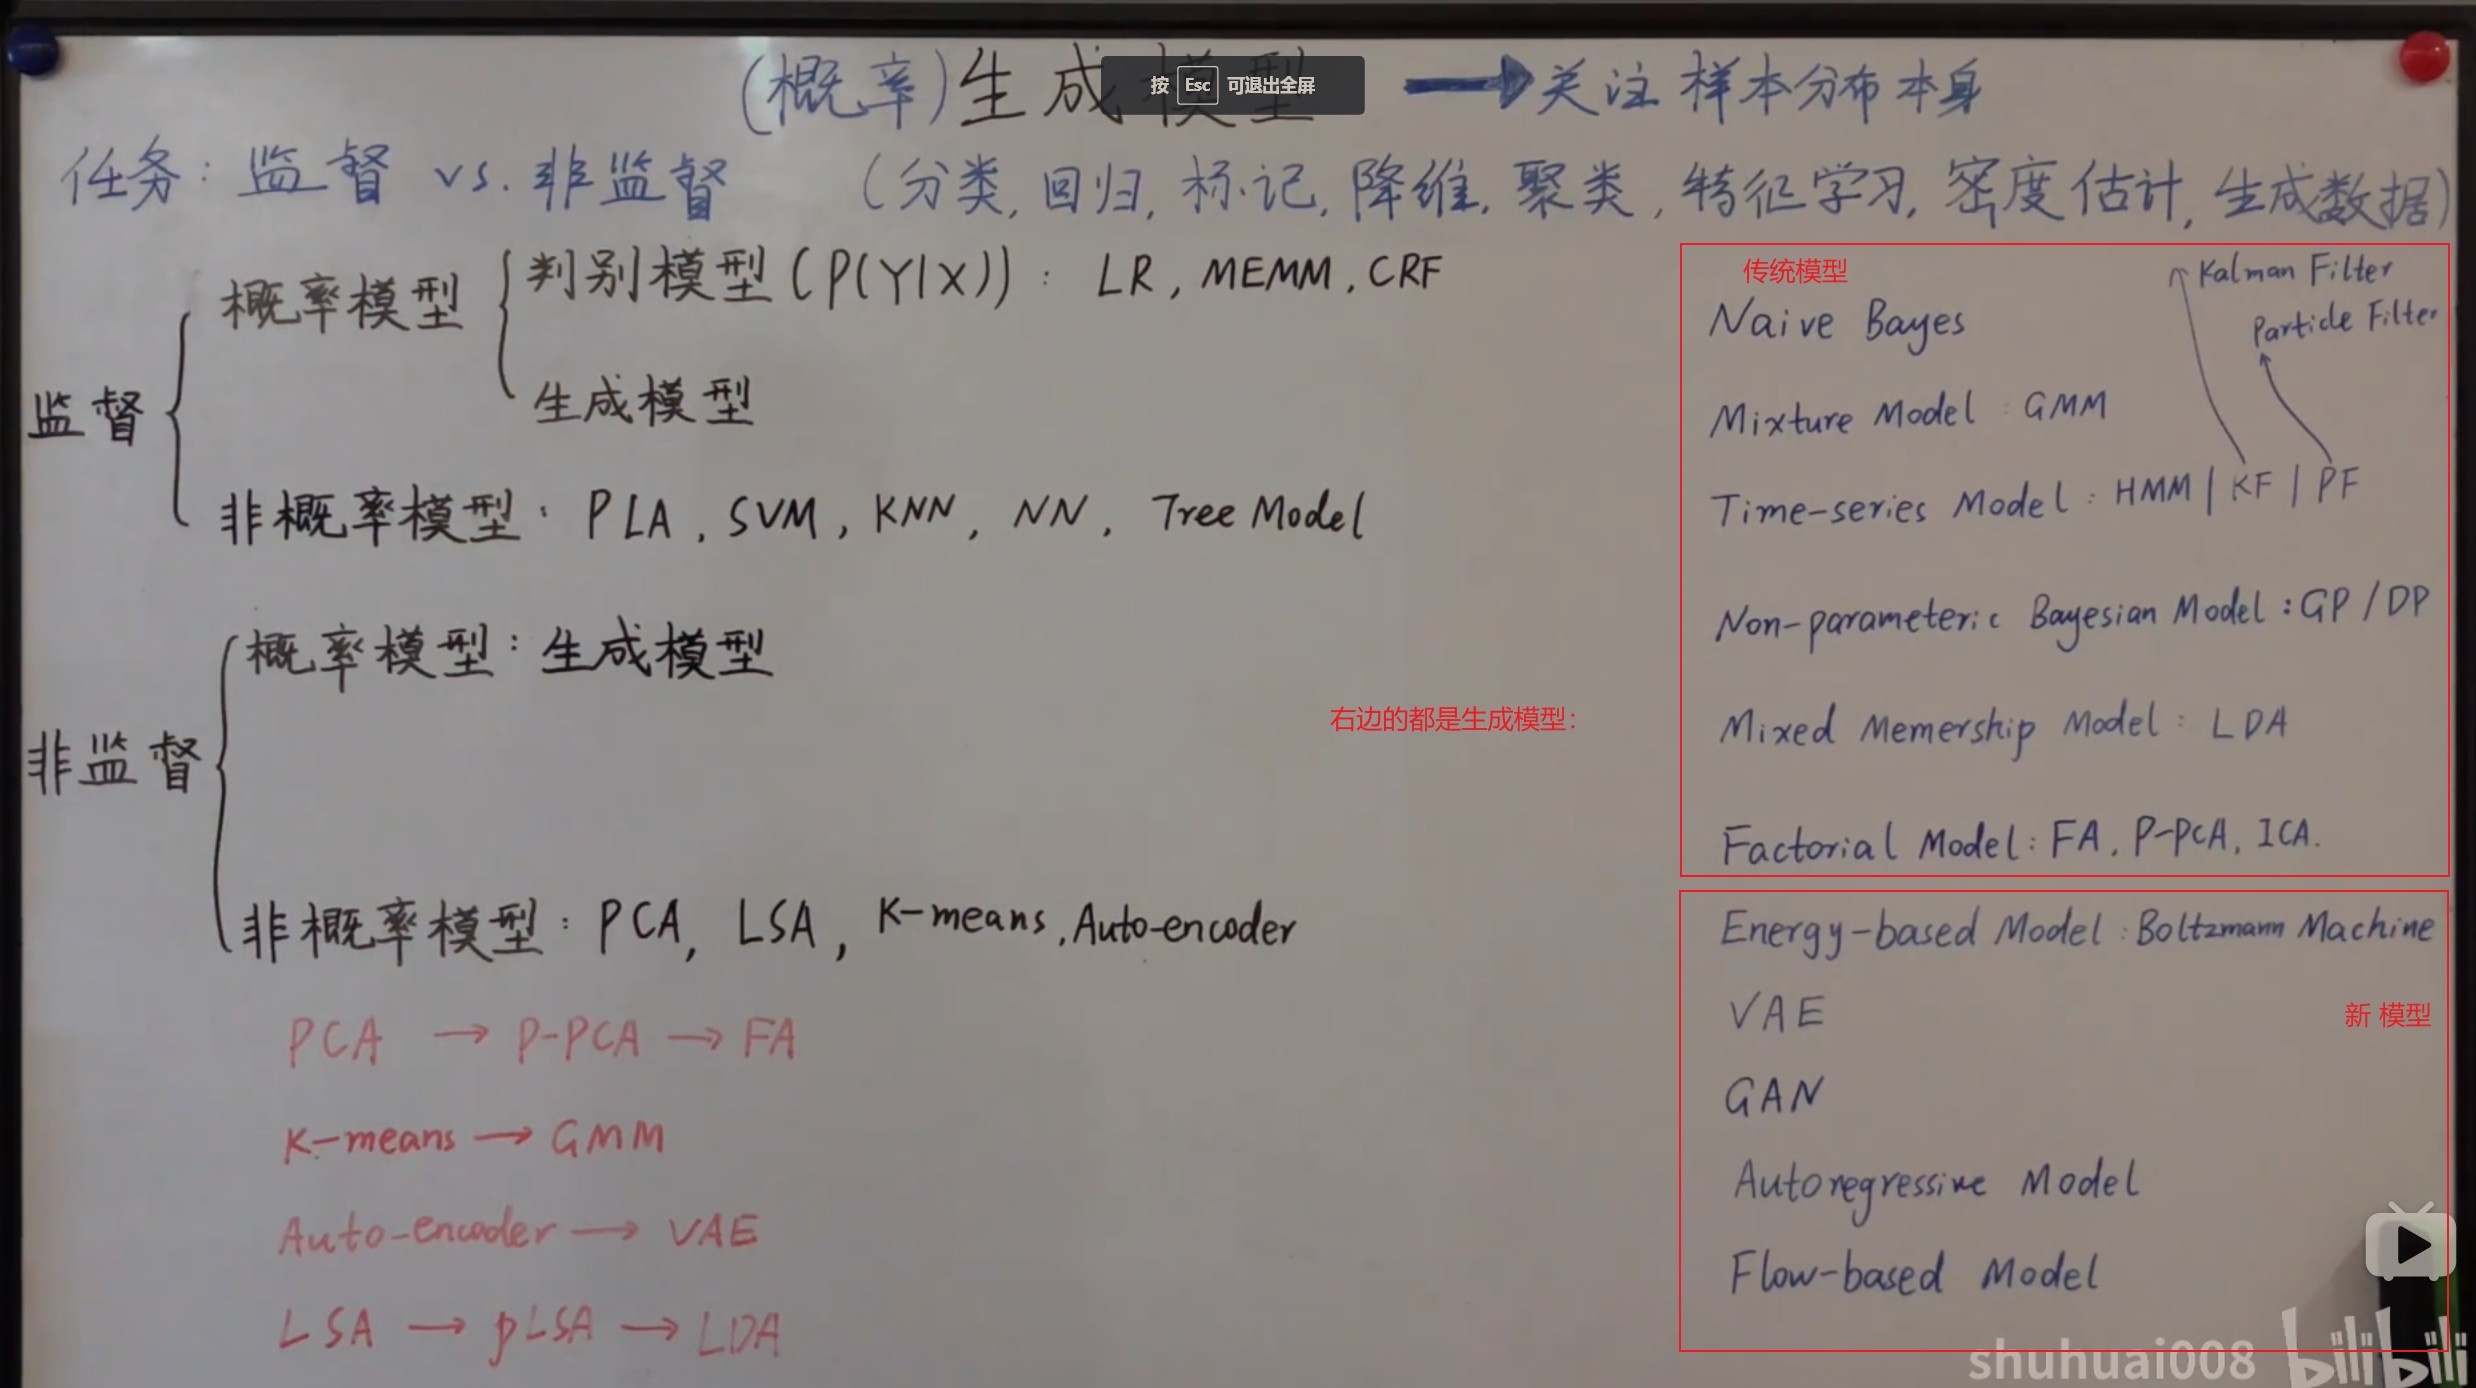 (概率)生成模型 → 关注样本分布本身
按 Esc 可退出全屏
任务: 监督 vs. 非监督 (分类, 回归, 标记, 降维, 聚类, 特征学习, 密度估计, 生成数据)
监督
概率模型
判别模型 (P(Y|X)): LR, MEMM, CRF
生成模型
非概率模型: PLA, SVM, KNN, NN, Tree Model
非监督
概率模型: 生成模型
非概率模型: PCA, LSA, K-means, Auto-encoder
PCA → P-PCA → FA
K-means → GMM
Auto-encoder → VAE
LSA → pLSA → LDA
右边的都是生成模型:
传统模型
Kalman Filter
Particle Filter
Naive Bayes
Mixture Model: GMM
Time-series Model: HMM | KF | PF
Non-parameteric Bayesian Model: GP / DP
Mixed Memership Model: LDA
Factorial Model: FA, P-PCA, ICA.
Energy-based Model: Boltzmann Machine
VAE
新 模型
GAN
Autoregressive Model
Flow-based Model
shuhuai008 bilibili